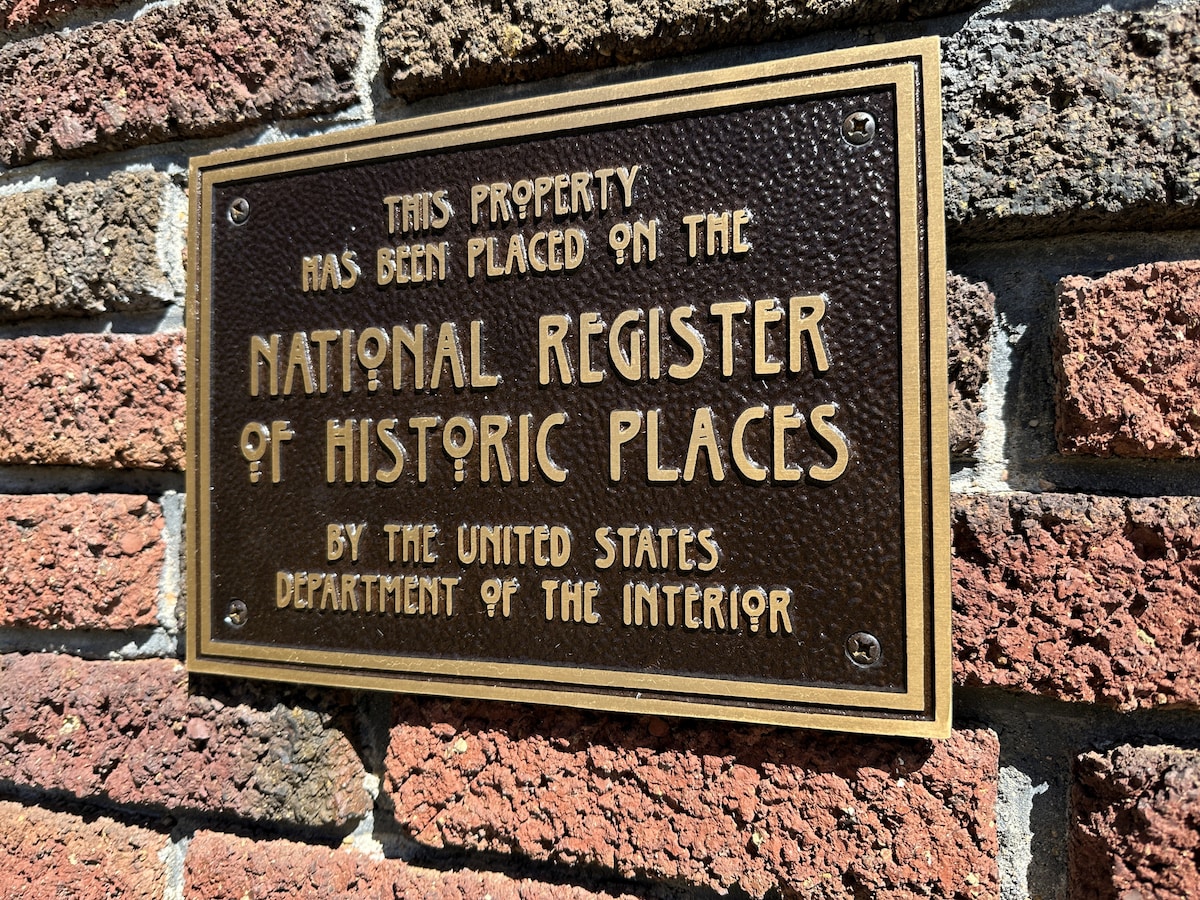 THIS PROPERTY
HAS BEEN PLACED ON THE
NATIONAL REGISTER
OF HISTORIC PLACES
BY THE UNITED STATES
DEPARTMENT OF THE INTERIOR